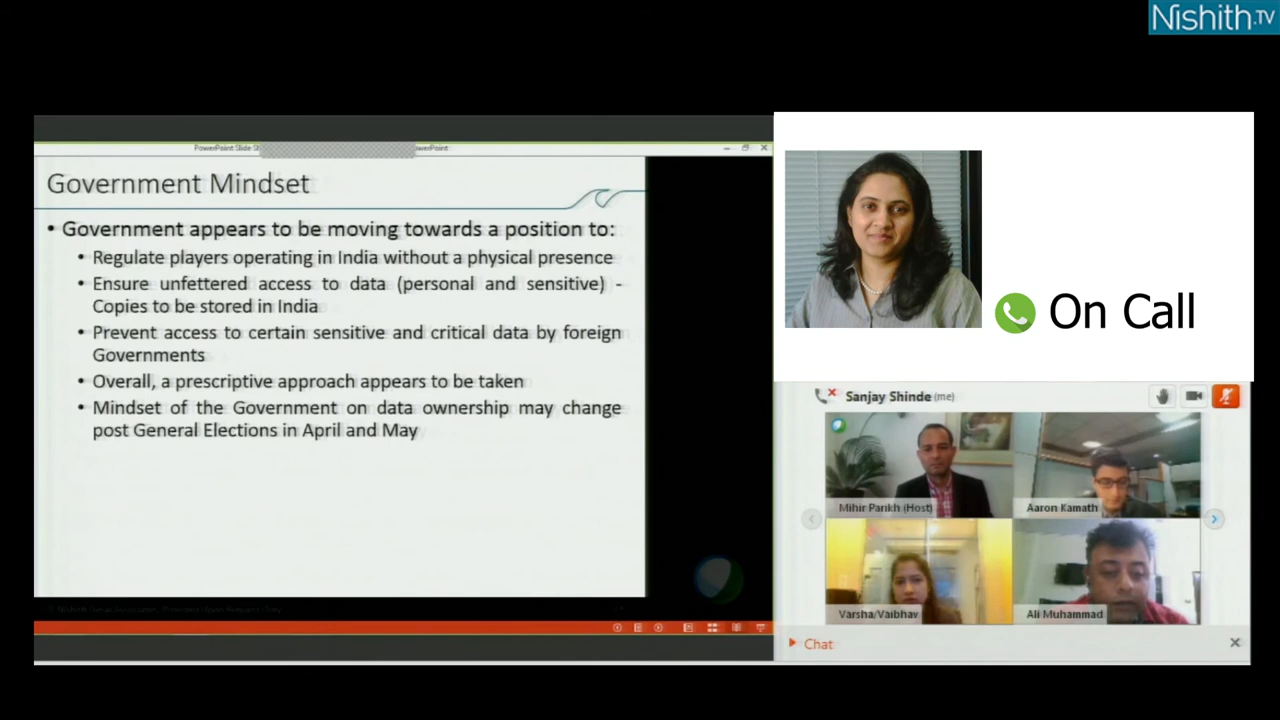 Nishith.TV
PowerPoint Slide
PowerPoint
Government Mindset
• Government appears to be moving towards a position to:
• Regulate players operating in India without a physical presence
• Ensure unfettered access to data (personal and sensitive) -
Copies to be stored in India
• Prevent access to certain sensitive and critical data by foreign
Governments
• Overall, a prescriptive approach appears to be taken
• Mindset of the Government on data ownership may change
post General Elections in April and May
On Call
Sanjay Shinde (me)
Mihir Parikh (Host)
Aaron Kamath
Varsha/Vaibhav
Ali Muhammad
Chat